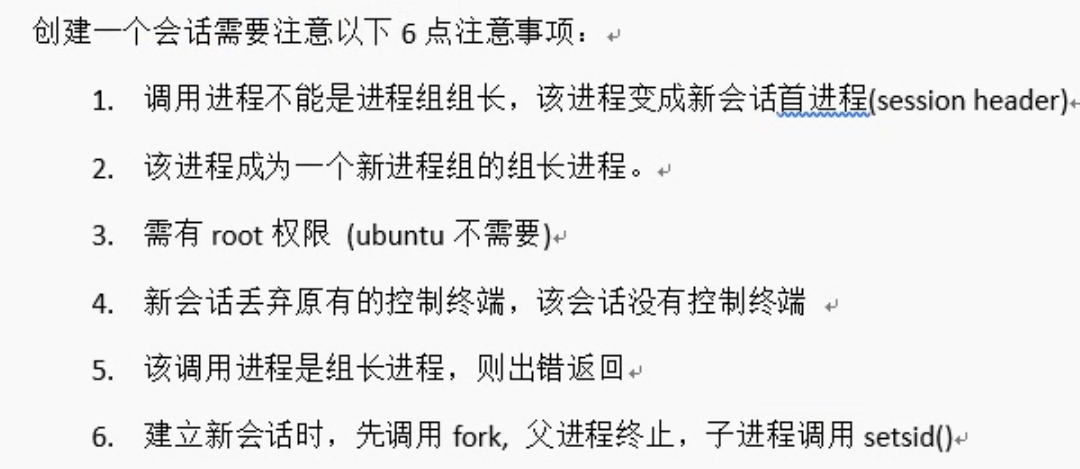 创建一个会话需要注意以下 6 点注意事项：
1. 调用进程不能是进程组组长，该进程变成新会话首进程(session header)
2. 该进程成为一个新进程组的组长进程。
3. 需有 root 权限 (ubuntu 不需要)
4. 新会话丢弃原有的控制终端，该会话没有控制终端
5. 该调用进程是组长进程，则出错返回
6. 建立新会话时，先调用 fork, 父进程终止，子进程调用 setsid()